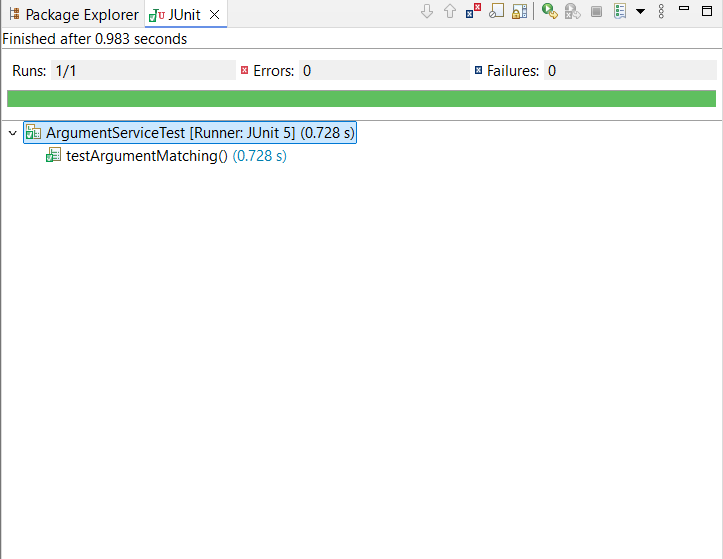 Package Explorer JUnit
Finished after 0.983 seconds
Runs: 1/1 Errors: 0 Failures: 0
ArgumentServiceTest [Runner: JUnit 5] (0.728 s)
testArgumentMatching() (0.728 s)